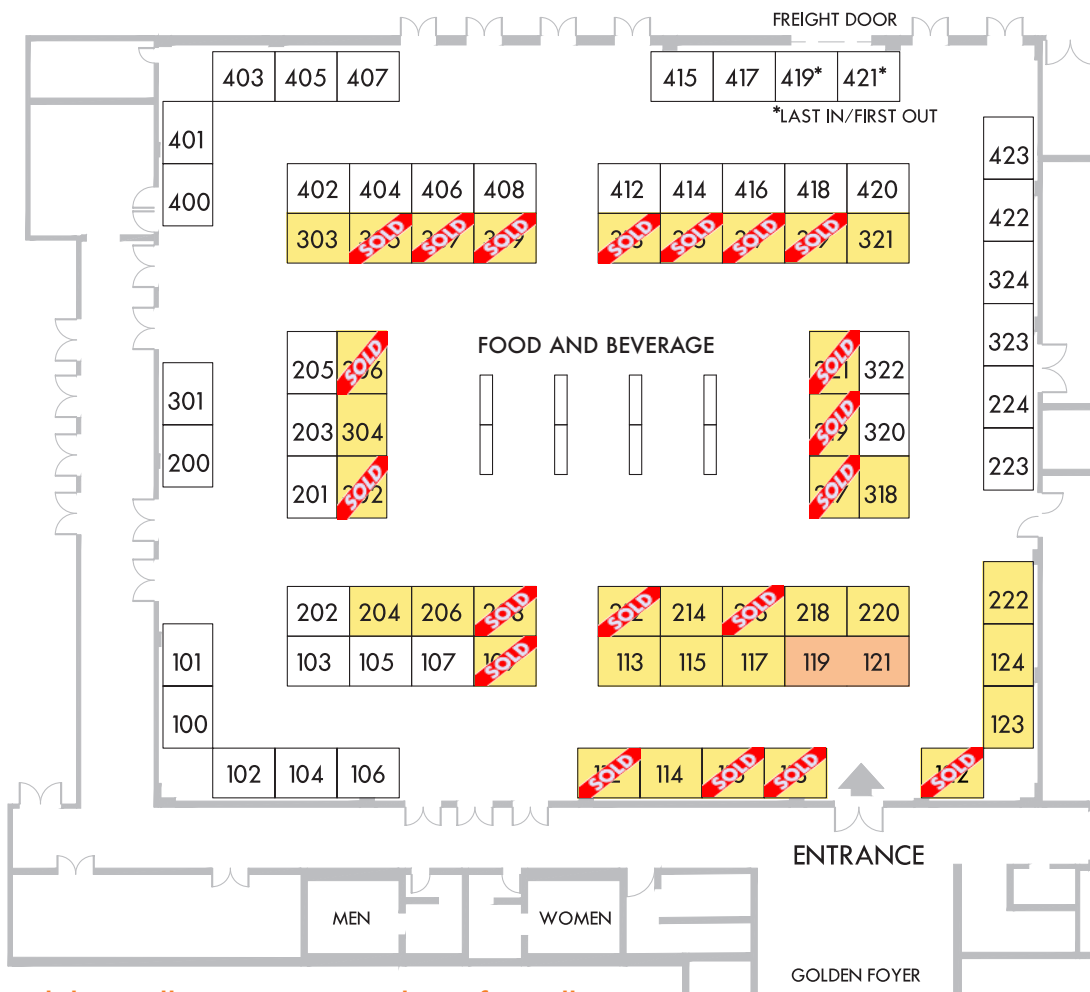 FREIGHT DOOR
403 405 407
415 417 419* 421*
*LAST IN/FIRST OUT
401
400
423
422
324
323
224
223
402 404 406 408
412 414 416 418 420
303 SOLD SOLD SOLD
SOLD SOLD SOLD SOLD 321
FOOD AND BEVERAGE
205 SOLD
203 304
201 SOLD
SOLD 322
SOLD 320
SOLD 318
301
200
202 204 206 SOLD
SOLD 214 SOLD 218 220
103 105 107 SOLD
113 115 117 119 121
222
124
123
101
100
102 104 106
SOLD 114 SOLD SOLD
SOLD
ENTRANCE
MEN
WOMEN
GOLDEN FOYER